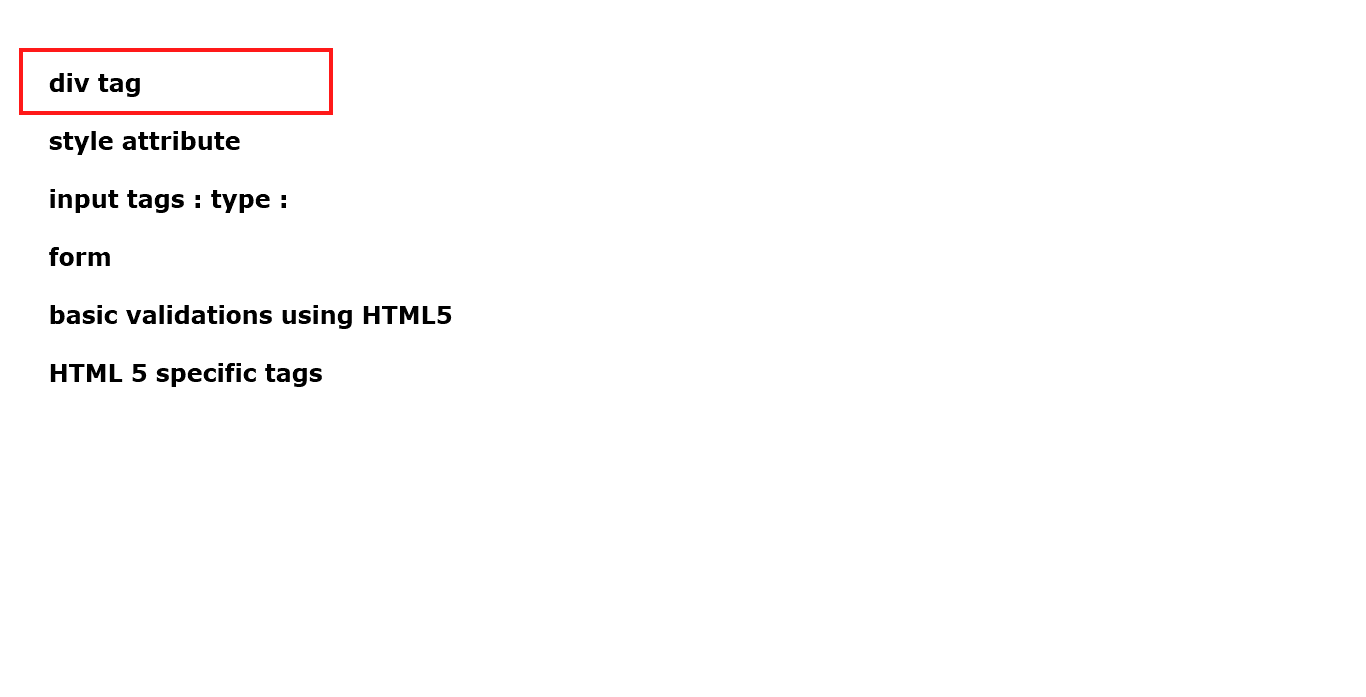 div tag
style attribute
input tags : type :
form
basic validations using HTML5
HTML 5 specific tags